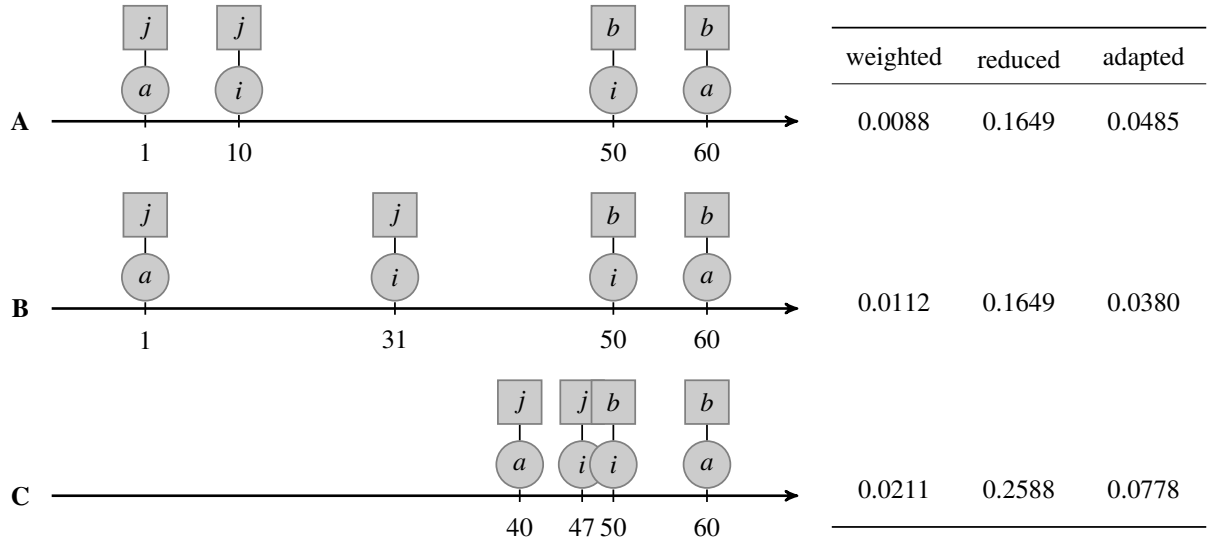 j j b b
a i i a
A
1 10 50 60
j j b b
a i i a
B
1 31 50 60
j j b b
a i i a
C
40 47 50 60
weighted reduced adapted
0.0088 0.1649 0.0485
0.0112 0.1649 0.0380
0.0211 0.2588 0.0778